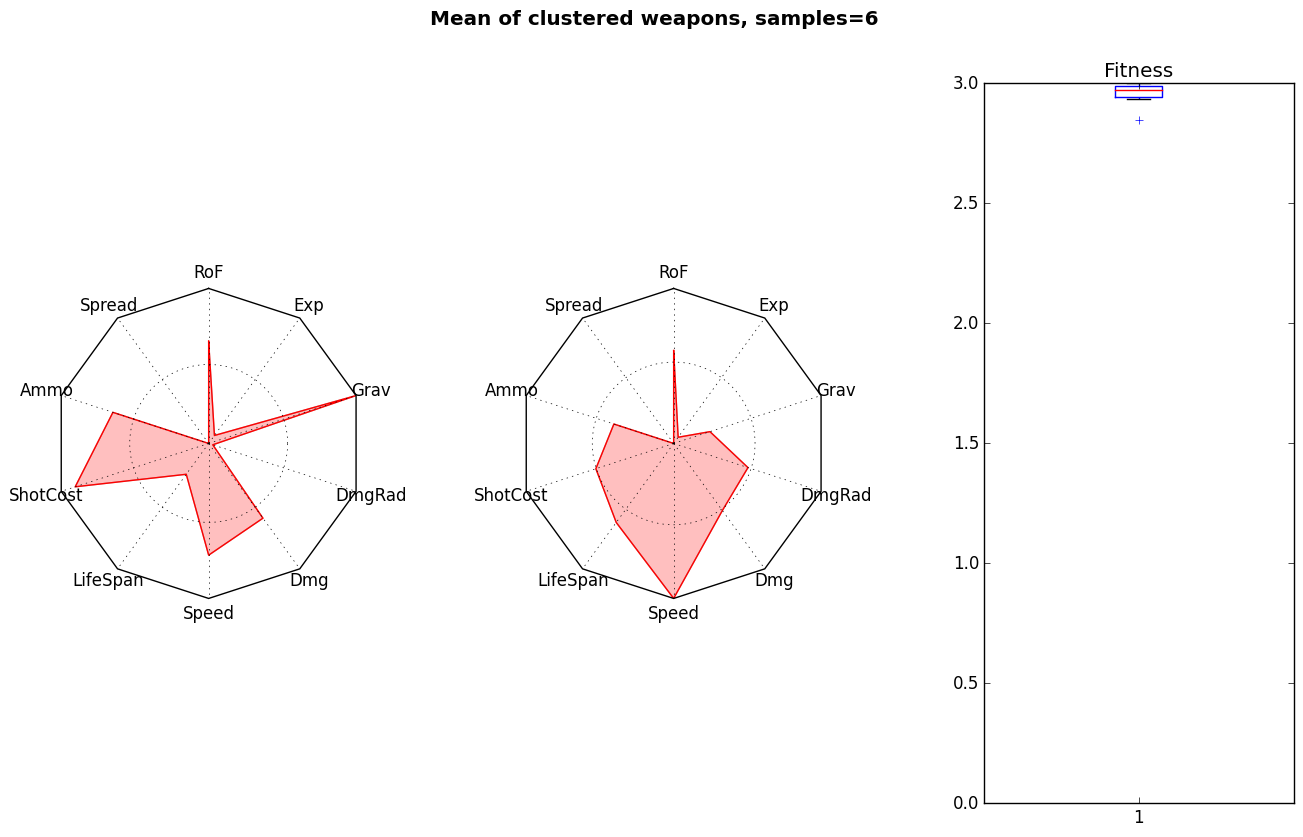 Mean of clustered weapons, samples=6
RoF
Exp
Grav
DmgRad
Dmg
Speed
LifeSpan
ShotCost
Ammo
Spread
RoF
Exp
Grav
DmgRad
Dmg
Speed
LifeSpan
ShotCost
Ammo
Spread
Fitness
3.0
2.5
2.0
1.5
1.0
0.5
0.0
1